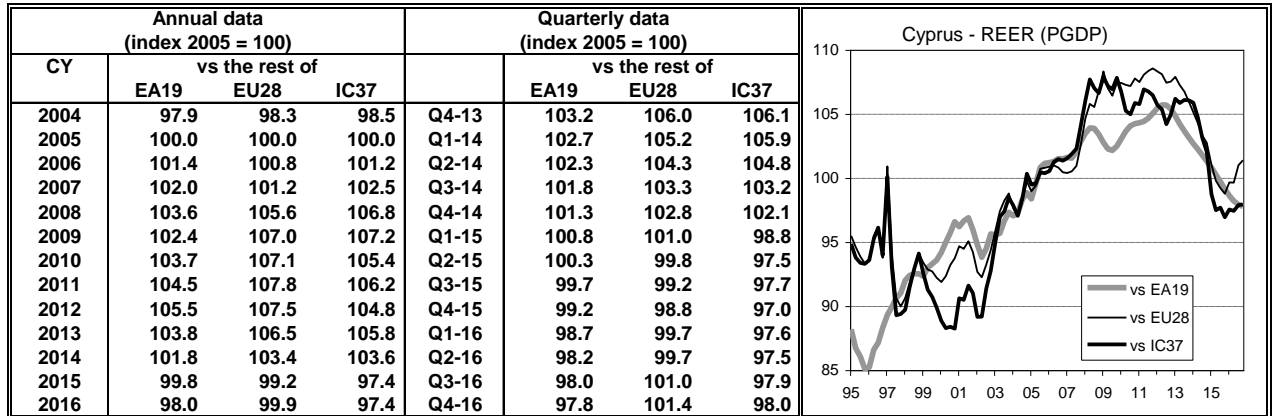 Annual data Quarterly data
(index 2005 = 100) (index 2005 = 100)
CY vs the rest of vs the rest of
EA19 EU28 IC37 EA19 EU28 IC37
2004 97.9 98.3 98.5 Q4-13 103.2 106.0 106.1
2005 100.0 100.0 100.0 Q1-14 102.7 105.2 105.9
2006 101.4 100.8 101.2 Q2-14 102.3 104.3 104.8
2007 102.0 101.2 102.5 Q3-14 101.8 103.3 103.2
2008 103.6 105.6 106.8 Q4-14 101.3 102.8 102.1
2009 102.4 107.0 107.2 Q1-15 100.8 101.0 98.8
2010 103.7 107.1 105.4 Q2-15 100.3 99.8 97.5
2011 104.5 107.8 106.2 Q3-15 99.7 99.2 97.7
2012 105.5 107.5 104.8 Q4-15 99.2 98.8 97.0
2013 103.8 106.5 105.8 Q1-16 98.7 99.7 97.6
2014 101.8 103.4 103.6 Q2-16 98.2 99.7 97.5
2015 99.8 99.2 97.4 Q3-16 98.0 101.0 97.9
2016 98.0 99.9 97.4 Q4-16 97.8 101.4 98.0
Cyprus - REER (PGDP)
110
105
100
95
90
85
95 97 99 01 03 05 07 09 11 13 15
vs EA19
vs EU28
vs IC37